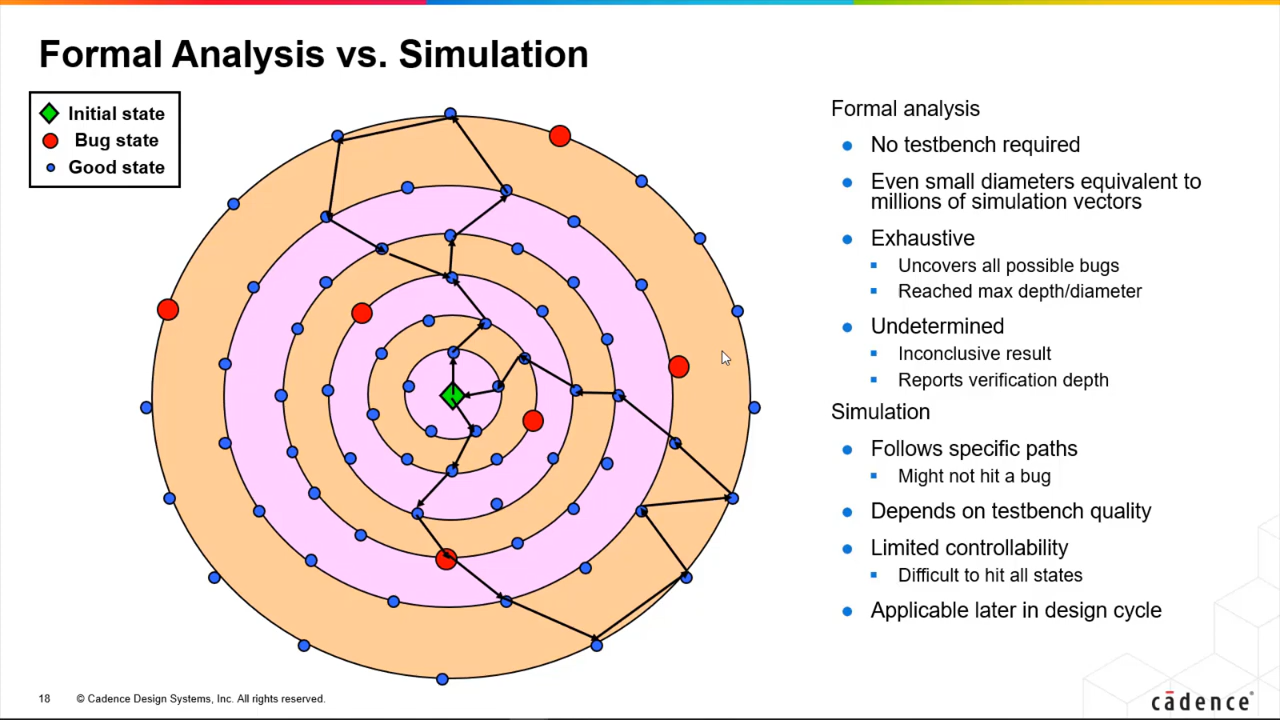 Formal Analysis vs. Simulation
Initial state
Bug state
Good state
Formal analysis
No testbench required
Even small diameters equivalent to
millions of simulation vectors
Exhaustive
Uncovers all possible bugs
Reached max depth/diameter
Undetermined
Inconclusive result
Reports verification depth
Simulation
Follows specific paths
Might not hit a bug
Depends on testbench quality
Limited controllability
Difficult to hit all states
Applicable later in design cycle
18 © Cadence Design Systems, Inc. All rights reserved.
cādence®